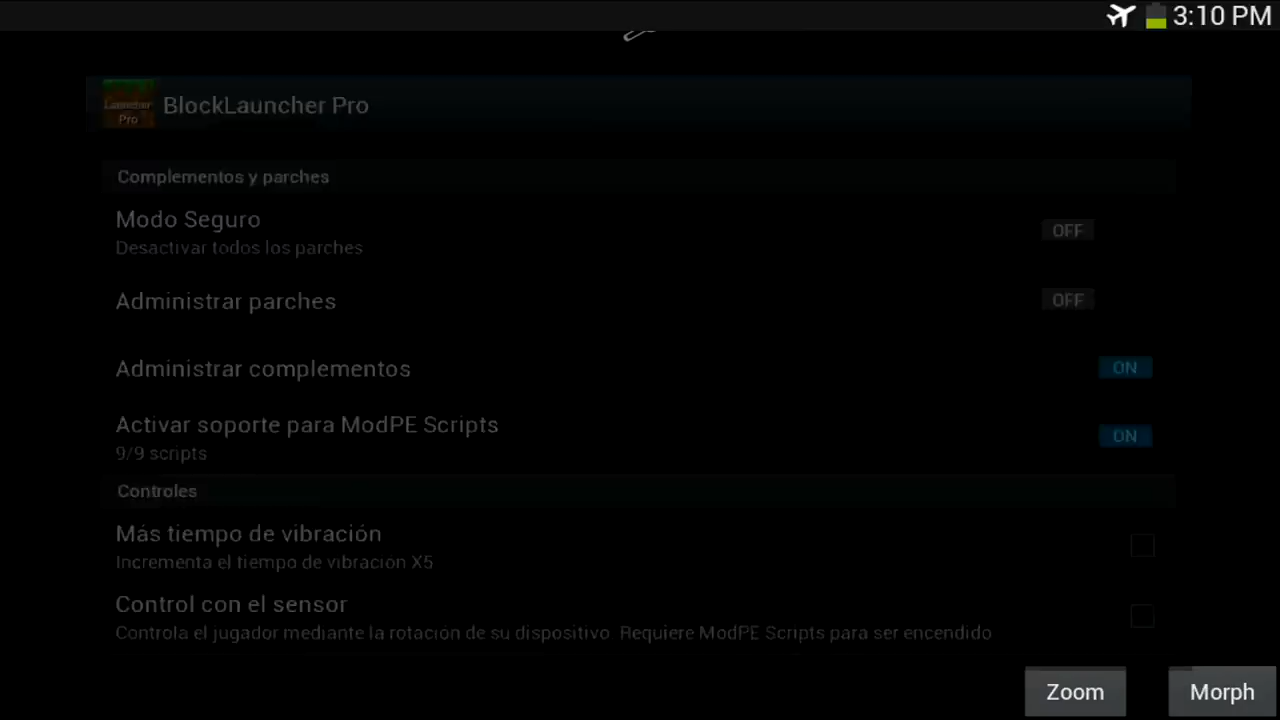 3:10 PM
Launcher
Pro
BlockLauncher Pro
Complementos y parches
Modo Seguro
OFF
Desactivar todos los parches
Administrar parches
OFF
Administrar complementos
ON
Activar soporte para ModPE Scripts
ON
9/9 scripts
Controles
Más tiempo de vibración
Incrementa el tiempo de vibración X5
Control con el sensor
Controla el jugador mediante la rotación de su dispositivo. Requiere ModPE Scripts para ser encendido
Zoom
Morph